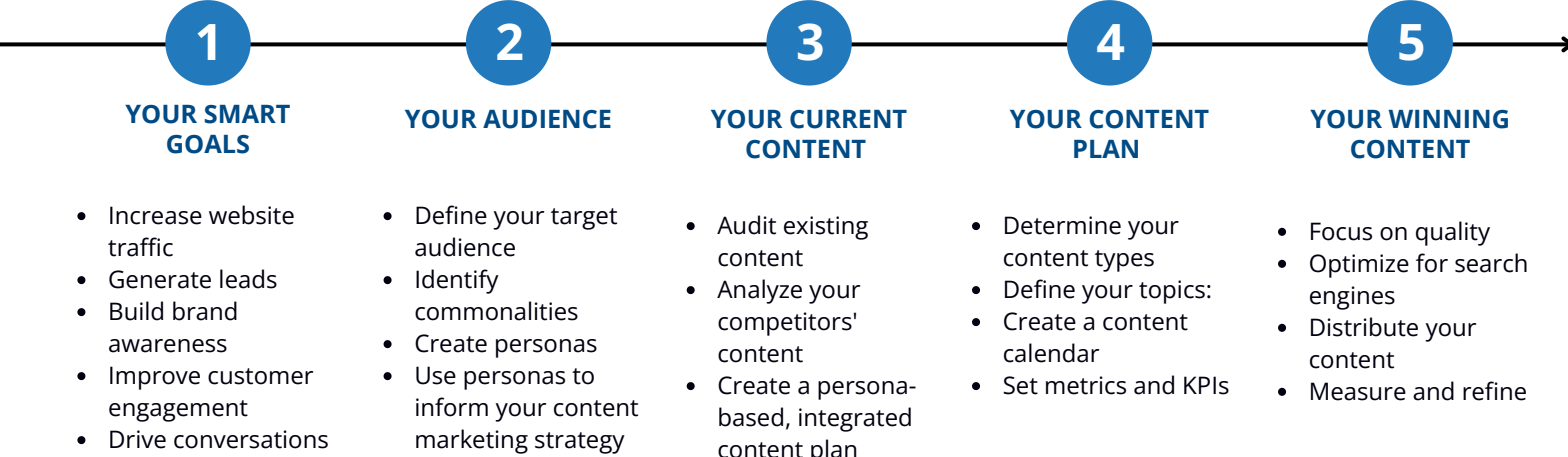 1
YOUR SMART
GOALS
• Increase website
traffic
• Generate leads
• Build brand
awareness
• Improve customer
engagement
• Drive conversations
2
YOUR AUDIENCE
• Define your target
audience
• Identify
commonalities
• Create personas
• Use personas to
inform your content
marketing strategy
3
YOUR CURRENT
CONTENT
• Audit existing
content
• Analyze your
competitors'
content
• Create a persona-
based, integrated
content plan
4
YOUR CONTENT
PLAN
• Determine your
content types
• Define your topics:
• Create a content
calendar
• Set metrics and KPIs
5
YOUR WINNING
CONTENT
• Focus on quality
• Optimize for search
engines
• Distribute your
content
• Measure and refine